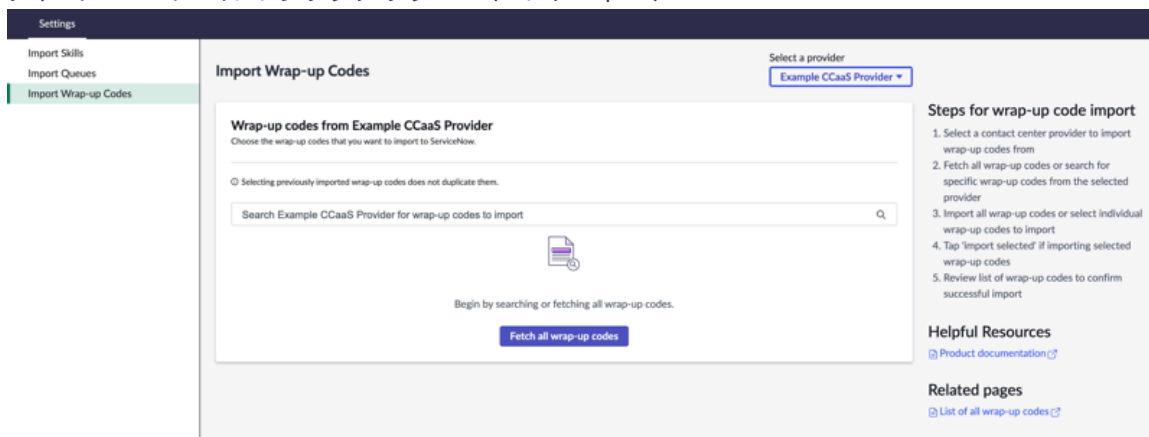 Settings
Import Skills
Import Queues
Import Wrap-up Codes
Import Wrap-up Codes
Select a provider
Example CCaaS Provider
Wrap-up codes from Example CCaaS Provider
Choose the wrap-up codes that you want to import to ServiceNow.
Selecting previously imported wrap-up codes does not duplicate them.
Search Example CCaaS Provider for wrap-up codes to import
Begin by searching or fetching all wrap-up codes.
Fetch all wrap-up codes
Steps for wrap-up code import
1. Select a contact center provider to import
wrap-up codes from
2. Fetch all wrap-up codes or search for
specific wrap-up codes from the selected
provider
3. Import all wrap-up codes or select individual
wrap-up codes to import
4. Tap 'import selected' if importing selected
wrap-up codes
5. Review list of wrap-up codes to confirm
successful import
Helpful Resources
Product documentation
Related pages
List of all wrap-up codes